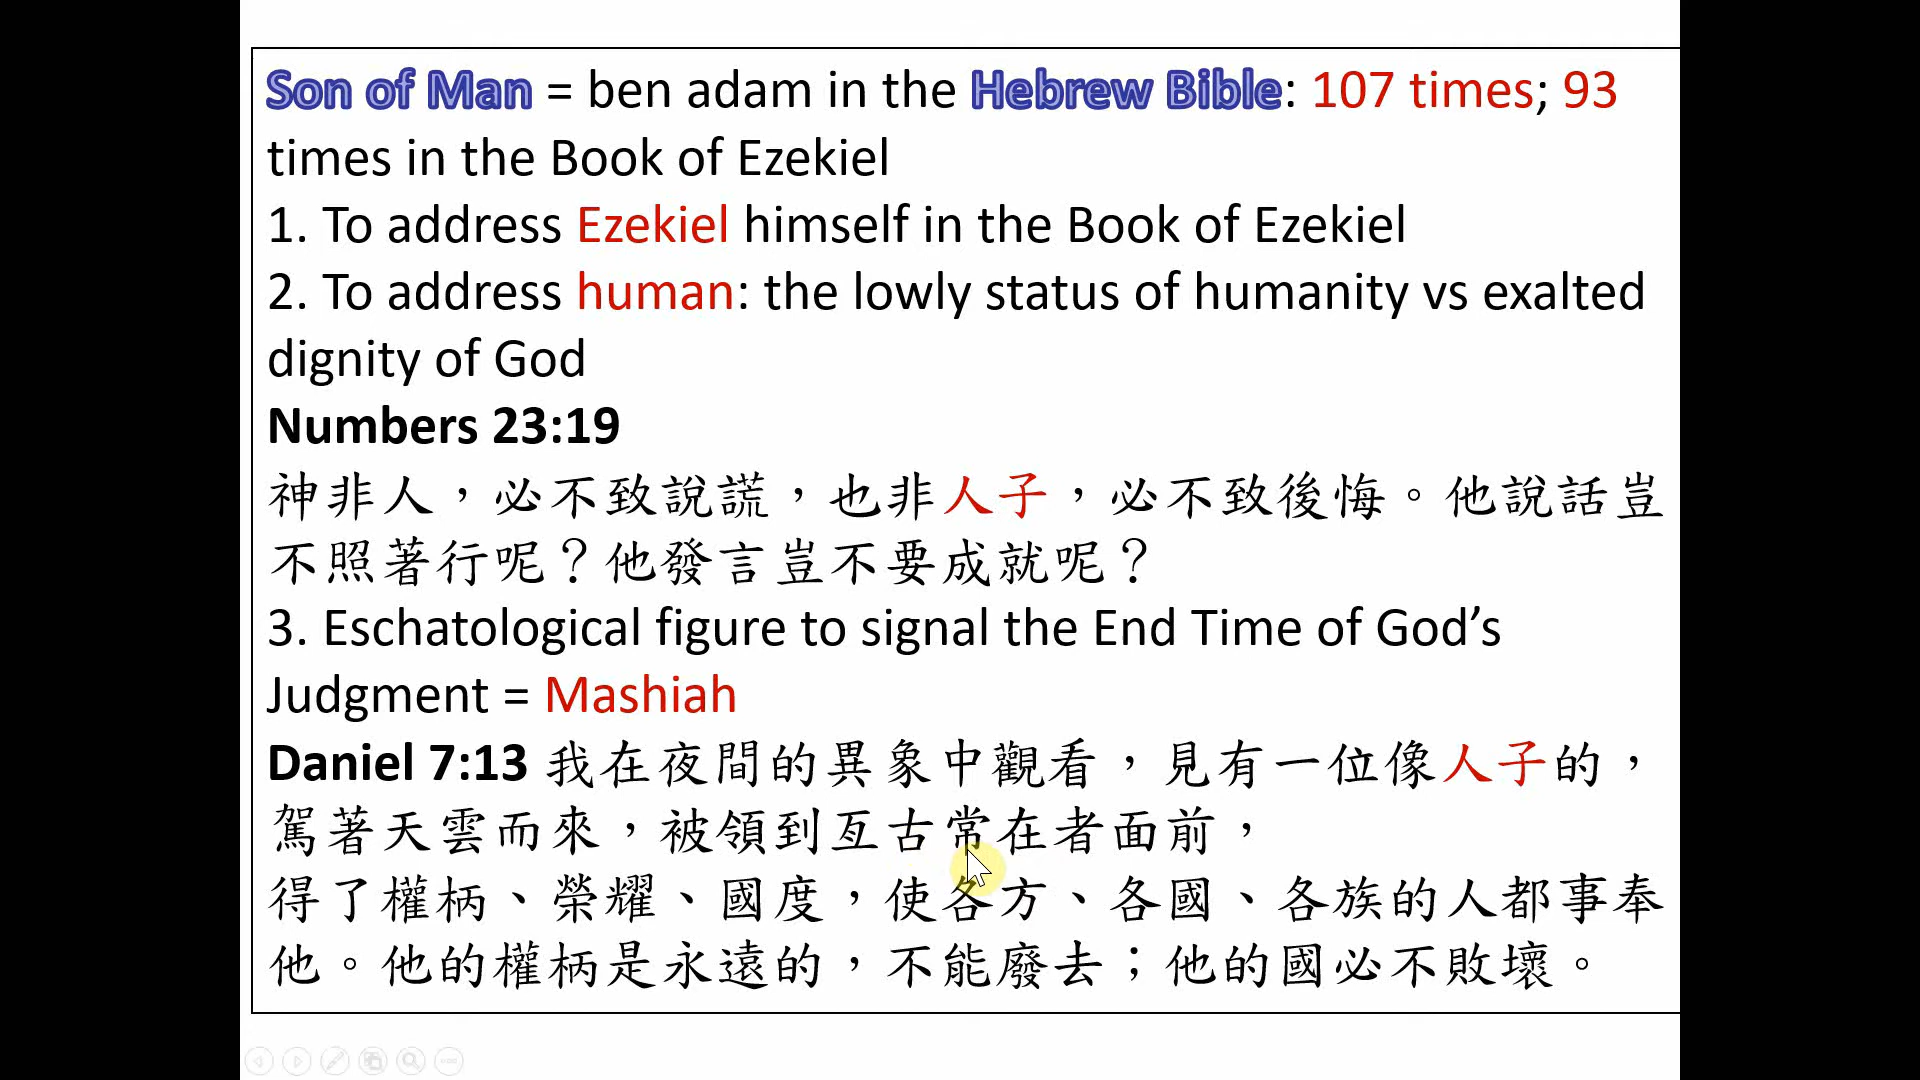 Son of Man = ben adam in the Hebrew Bible: 107 times; 93
times in the Book of Ezekiel
1. To address Ezekiel himself in the Book of Ezekiel
2. To address human: the lowly status of humanity vs exalted
dignity of God
Numbers 23:19
神非人，必不致說謊，也非人子，必不致後悔。他說話豈
不照著行呢？他發言豈不要成就呢？
3. Eschatological figure to signal the End Time of God’s
Judgment = Mashiah
Daniel 7:13 我在夜間的異象中觀看，見有一位像人子的，
駕著天雲而來，被領到亙古常在者面前，
得了權柄、榮耀、國度，使各方、各國、各族的人都事奉
他。他的權柄是永遠的，不能廢去；他的國必不敗壞。